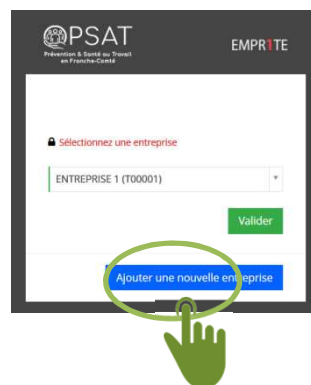 OPSAT
Prévention & Santé au Travail
en Franche-Comté
EMPR1TE
Sélectionnez une entreprise
ENTREPRISE 1 (T00001)
Valider
Ajouter une nouvelle entreprise